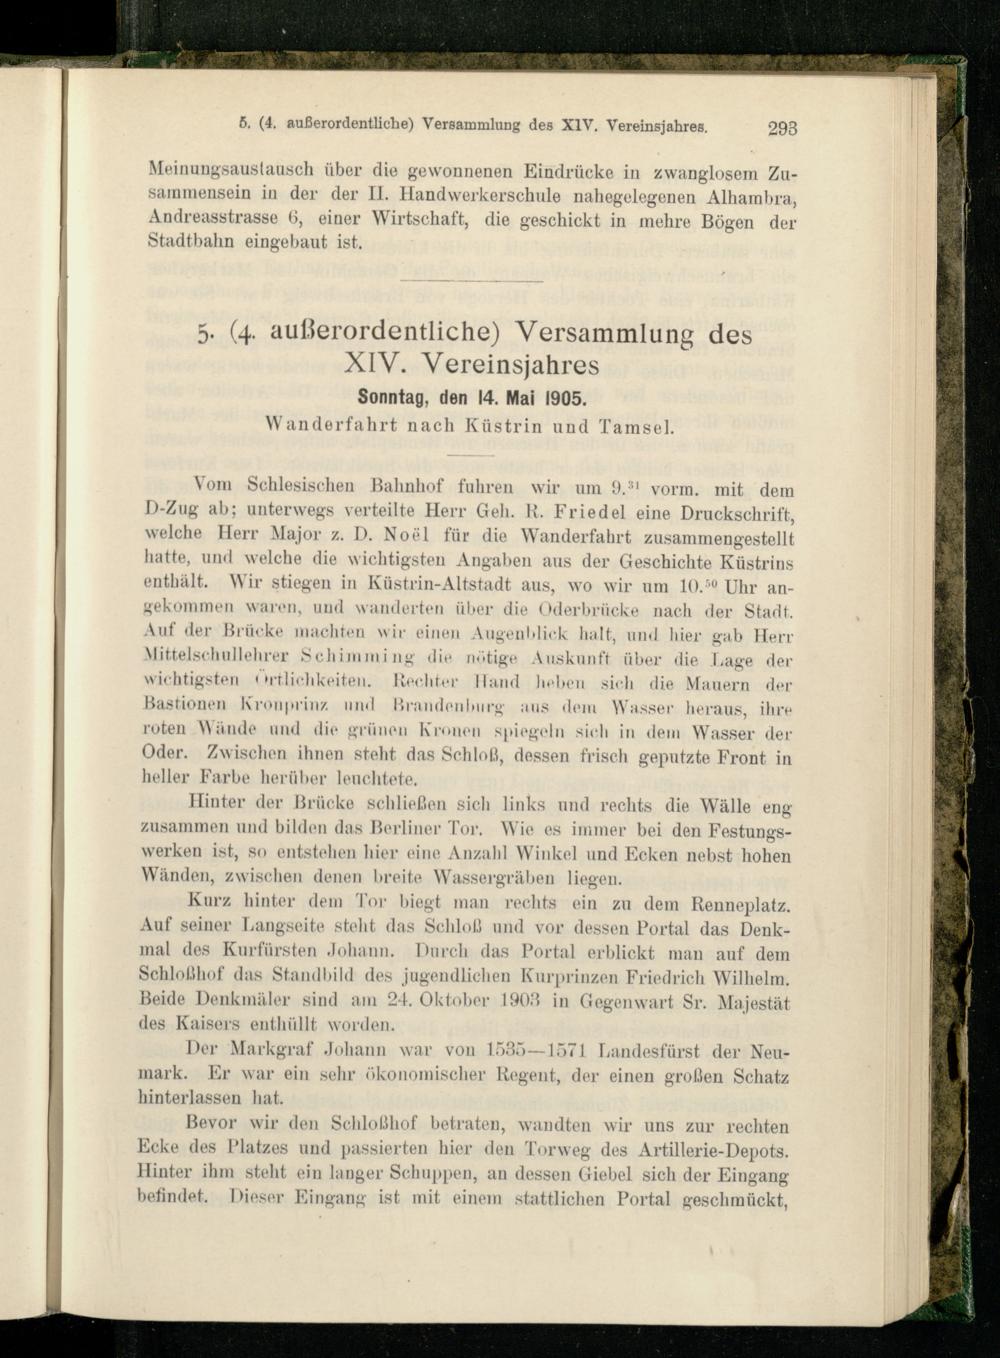 5. (4. außerordentliche) Versammlung des XIV. Vereinsjahres. 293
Meinungsaustausch über die gewonnenen Eindrücke in zwanglosem Zu-
sammensein in der der II. Handwerkerschule nahegelegenen Alhambra,
Andreasstrasse 6, einer Wirtschaft, die geschickt in mehre Bögen der
Stadtbahn eingebaut ist.
5. (4. außerordentliche) Versammlung des
XIV. Vereinsjahres
Sonntag, den 14. Mai 1905.
Wanderfahrt nach Küstrin und Tamsel.
Vom Schlesischen Bahnhof fuhren wir um 9.³¹ vorm. mit dem
D-Zug ab; unterwegs verteilte Herr Geh. R. Friedel eine Druckschrift,
welche Herr Major z. D. Noël für die Wanderfahrt zusammengestellt
hatte, und welche die wichtigsten Angaben aus der Geschichte Küstrins
enthält. Wir stiegen in Küstrin-Altstadt aus, wo wir um 10.⁵⁰ Uhr an-
gekommen waren, und wanderten über die Oderbrücke nach der Stadt.
Auf der Brücke machten wir einen Augenblick halt, und hier gab Herr
Mittelschullehrer Schimming die nötige Auskunft über die Lage der
wichtigsten Örtlichkeiten. Rechter Hand heben sich die Mauern der
Bastionen Kronprinz und Brandenburg aus dem Wasser heraus, ihre
roten Wände und die grünen Kronen spiegeln sich in dem Wasser der
Oder. Zwischen ihnen steht das Schloß, dessen frisch geputzte Front in
heller Farbe herüber leuchtete.
Hinter der Brücke schließen sich links und rechts die Wälle eng
zusammen und bilden das Berliner Tor. Wie es immer bei den Festungs-
werken ist, so entstehen hier eine Anzahl Winkel und Ecken nebst hohen
Wänden, zwischen denen breite Wassergräben liegen.
Kurz hinter dem Tor biegt man rechts ein zu dem Renneplatz.
Auf seiner Langseite steht das Schloß und vor dessen Portal das Denk-
mal des Kurfürsten Johann. Durch das Portal erblickt man auf dem
Schloßhof das Standbild des jugendlichen Kurprinzen Friedrich Wilhelm.
Beide Denkmäler sind am 24. Oktober 1903 in Gegenwart Sr. Majestät
des Kaisers enthüllt worden.
Der Markgraf Johann war von 1535—1571 Landesfürst der Neu-
mark. Er war ein sehr ökonomischer Regent, der einen großen Schatz
hinterlassen hat.
Bevor wir den Schloßhof betraten, wandten wir uns zur rechten
Ecke des Platzes und passierten hier den Torweg des Artillerie-Depots.
Hinter ihm steht ein langer Schuppen, an dessen Giebel sich der Eingang
befindet. Dieser Eingang ist mit einem stattlichen Portal geschmückt,